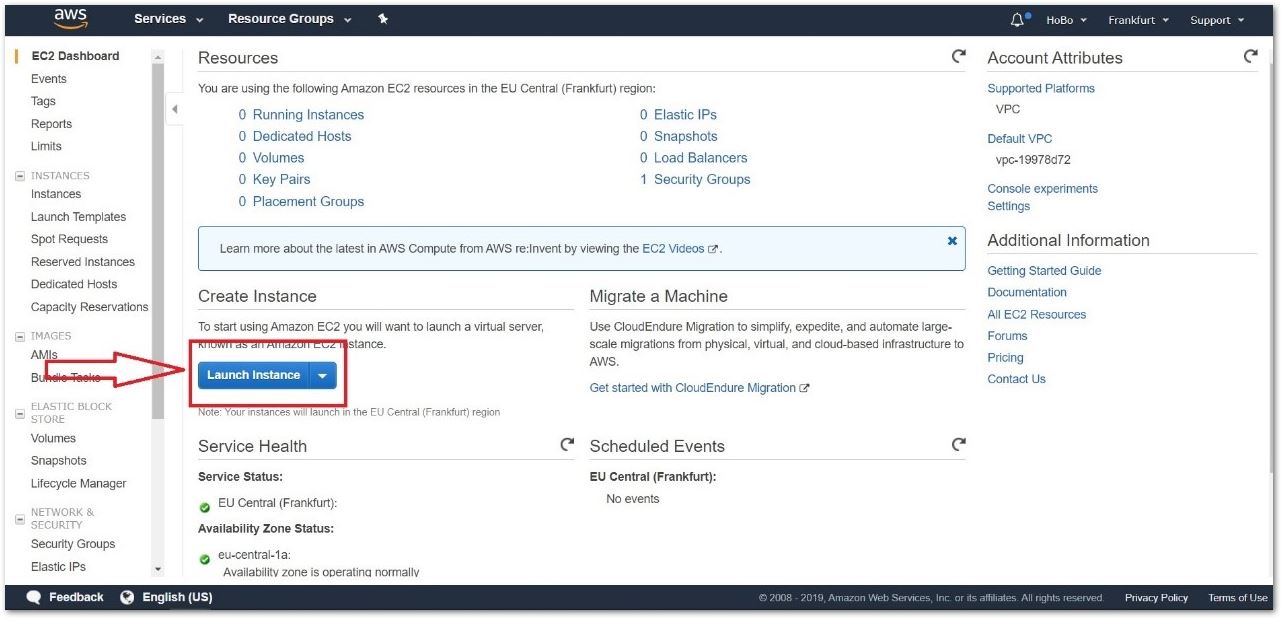 aws
Services
Resource Groups
HoBo
Frankfurt
Support
EC2 Dashboard
Events
Tags
Reports
Limits
INSTANCES
Instances
Launch Templates
Spot Requests
Reserved Instances
Dedicated Hosts
Capacity Reservations
IMAGES
AMIs
Bundle Tasks
ELASTIC BLOCK
STORE
Volumes
Snapshots
Lifecycle Manager
NETWORK &
SECURITY
Security Groups
Elastic IPs
Resources
You are using the following Amazon EC2 resources in the EU Central (Frankfurt) region:
0 Running Instances
0 Dedicated Hosts
0 Volumes
0 Key Pairs
0 Placement Groups
0 Elastic IPs
0 Snapshots
0 Load Balancers
1 Security Groups
Learn more about the latest in AWS Compute from AWS re:Invent by viewing the EC2 Videos.
Create Instance
To start using Amazon EC2 you will want to launch a virtual server,
known as an Amazon EC2 instance.
Launch Instance
Note: Your instances will launch in the EU Central (Frankfurt) region
Migrate a Machine
Use CloudEndure Migration to simplify, expedite, and automate large-
scale migrations from physical, virtual, and cloud-based infrastructure to
AWS.
Get started with CloudEndure Migration
Service Health
Service Status:
EU Central (Frankfurt):
Availability Zone Status:
eu-central-1a:
Availability zone is operating normally
Scheduled Events
EU Central (Frankfurt):
No events
Account Attributes
Supported Platforms
VPC
Default VPC
vpc-19978d72
Console experiments
Settings
Additional Information
Getting Started Guide
Documentation
All EC2 Resources
Forums
Pricing
Contact Us
Feedback
English (US)
© 2008 - 2019, Amazon Web Services, Inc. or its affiliates. All rights reserved.
Privacy Policy
Terms of Use